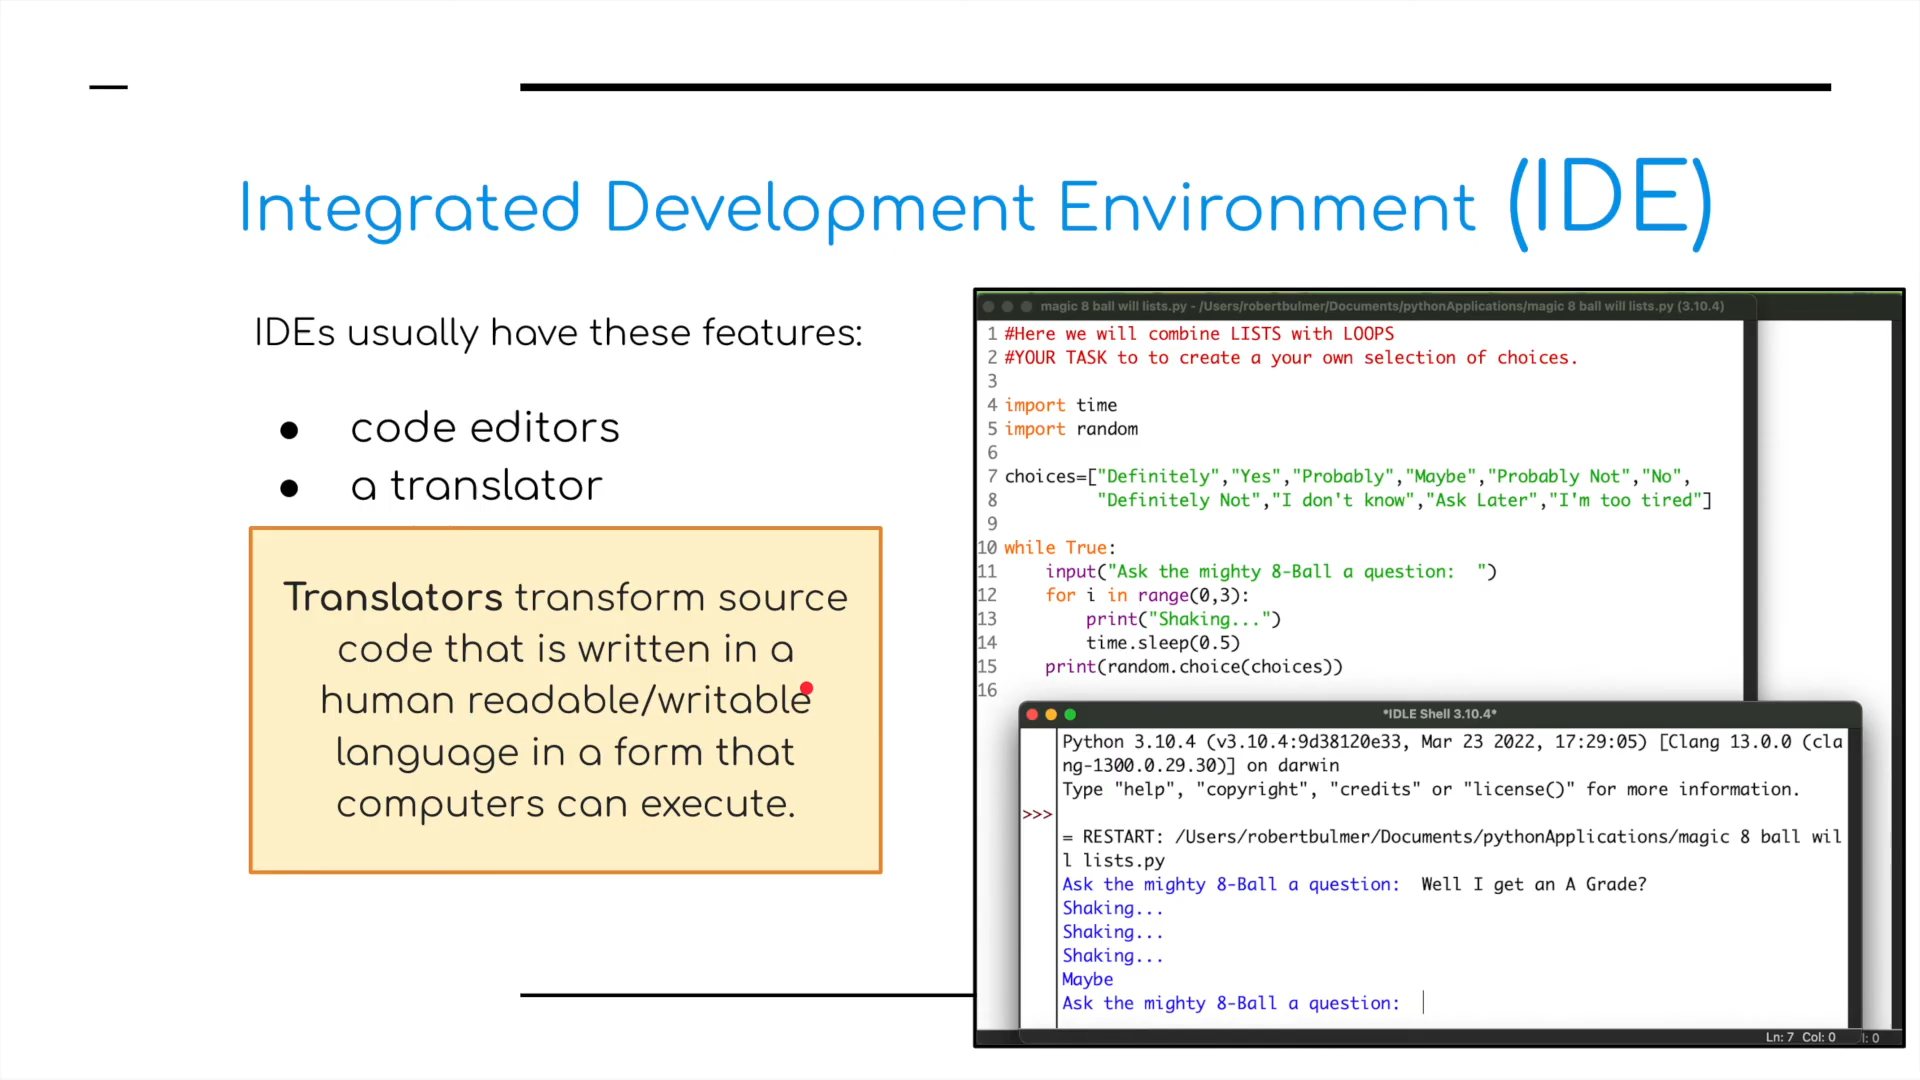 Integrated Development Environment (IDE)
IDEs usually have these features:
● code editors
● a translator
Translators transform source
code that is written in a
human readable/writable
language in a form that
computers can execute.
magic 8 ball will lists.py - /Users/robertbulmer/Documents/pythonApplications/magic 8 ball will lists.py (3.10.4)
1 #Here we will combine LISTS with LOOPS
2 #YOUR TASK to to create a your own selection of choices.
3
4 import time
5 import random
6
7 choices=["Definitely","Yes","Probably","Maybe","Probably Not","No",
8          "Definitely Not","I don't know","Ask Later","I'm too tired"]
9
10 while True:
11     input("Ask the mighty 8-Ball a question:  ")
12     for i in range(0,3):
13         print("Shaking...")
14         time.sleep(0.5)
15     print(random.choice(choices))
16
*IDLE Shell 3.10.4*
Python 3.10.4 (v3.10.4:9d38120e33, Mar 23 2022, 17:29:05) [Clang 13.0.0 (cla
ng-1300.0.29.30)] on darwin
Type "help", "copyright", "credits" or "license()" for more information.
>>>
= RESTART: /Users/robertbulmer/Documents/pythonApplications/magic 8 ball wil
l lists.py
Ask the mighty 8-Ball a question:  Well I get an A Grade?
Shaking...
Shaking...
Shaking...
Maybe
Ask the mighty 8-Ball a question:
Ln: 7 Col: 0